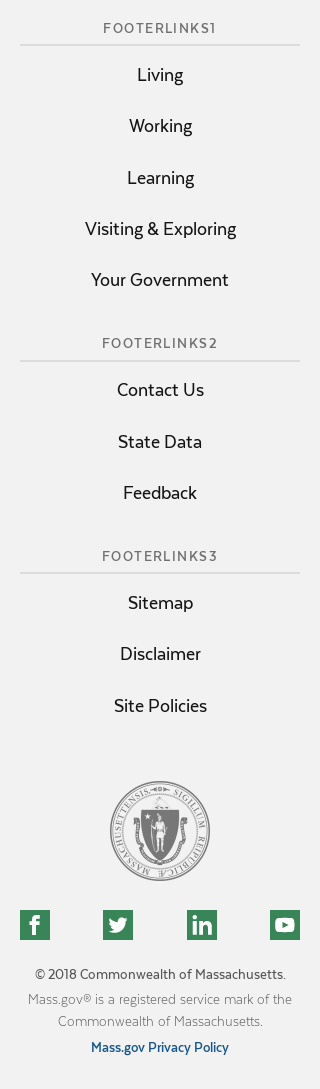 FOOTERLINKS1
Living
Working
Learning
Visiting & Exploring
Your Government
FOOTERLINKS2
Contact Us
State Data
Feedback
FOOTERLINKS3
Sitemap
Disclaimer
Site Policies
SIGILLUM REIPUBLICÆ MASSACHUSETTENSIS.
© 2018 Commonwealth of Massachusetts.
Mass.gov® is a registered service mark of the
Commonwealth of Massachusetts.
Mass.gov Privacy Policy